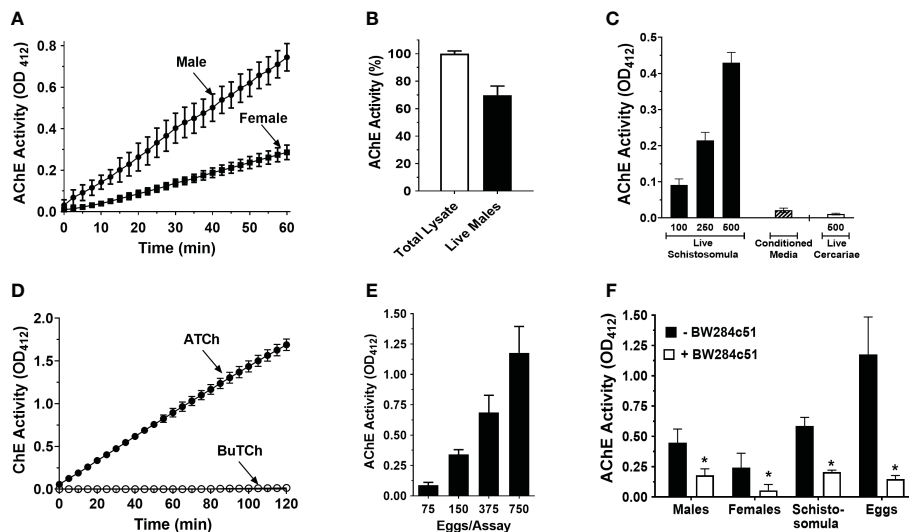 A
AChE Activity (OD 412)
0.8
0.6
0.4
0.2
0.0
Male
Female
0 10 20 30 40 50 60
Time (min)
B
AChE Activity (%)
100
80
60
40
20
0
Total Lysate
Live Males
C
AChE Activity (OD412)
0.5
0.4
0.3
0.2
0.1
0.0
100 250 500
500
Live
Schistosomula
Conditioned
Media
Live
Cercariae
D
ChE Activity (OD412)
2.0
1.5
1.0
0.5
0.0
ATCh
BuTCh
0 20 40 60 80 100 120
Time (min)
E
AChE Activity (OD412)
1.50
1.25
1.00
0.75
0.50
0.25
0.00
75 150 375 750
Eggs/Assay
F
AChE Activity (OD412)
1.50
1.25
1.00
0.75
0.50
0.25
0.00
- BW284c51
+ BW284c51
* * * *
Males
Females
Schisto-
somula
Eggs